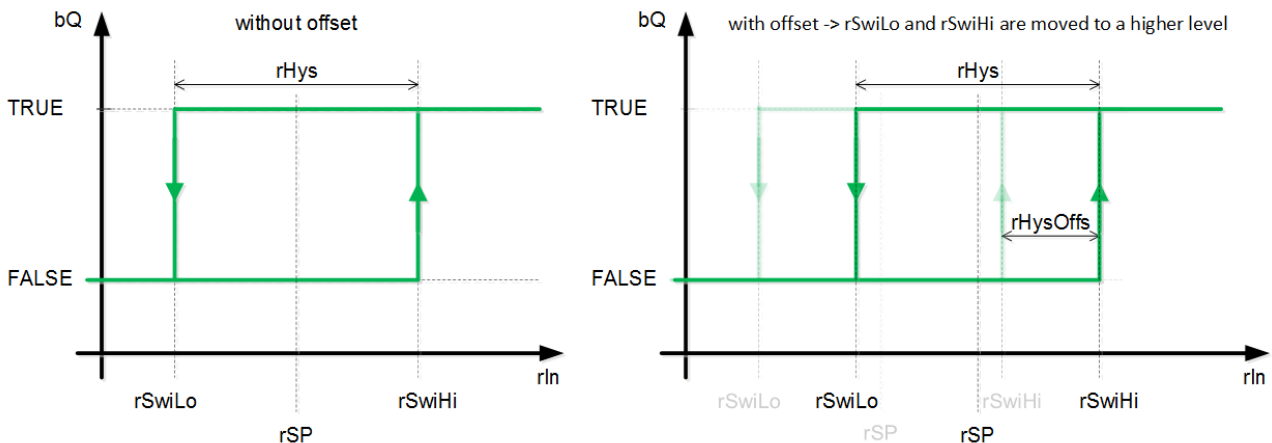 bQ
without offset
rHys
TRUE
FALSE
rIn
rSwiLo
rSwiHi
rSP
bQ
with offset -> rSwiLo and rSwiHi are moved to a higher level
rHys
TRUE
rHysOffs
FALSE
rIn
rSwiLo
rSwiLo
rSwiHi
rSwiHi
rSP
rSP